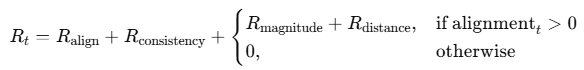 R_t = R_align + R_consistency + { R_magnitude + R_distance, if alignment_t > 0
0, otherwise